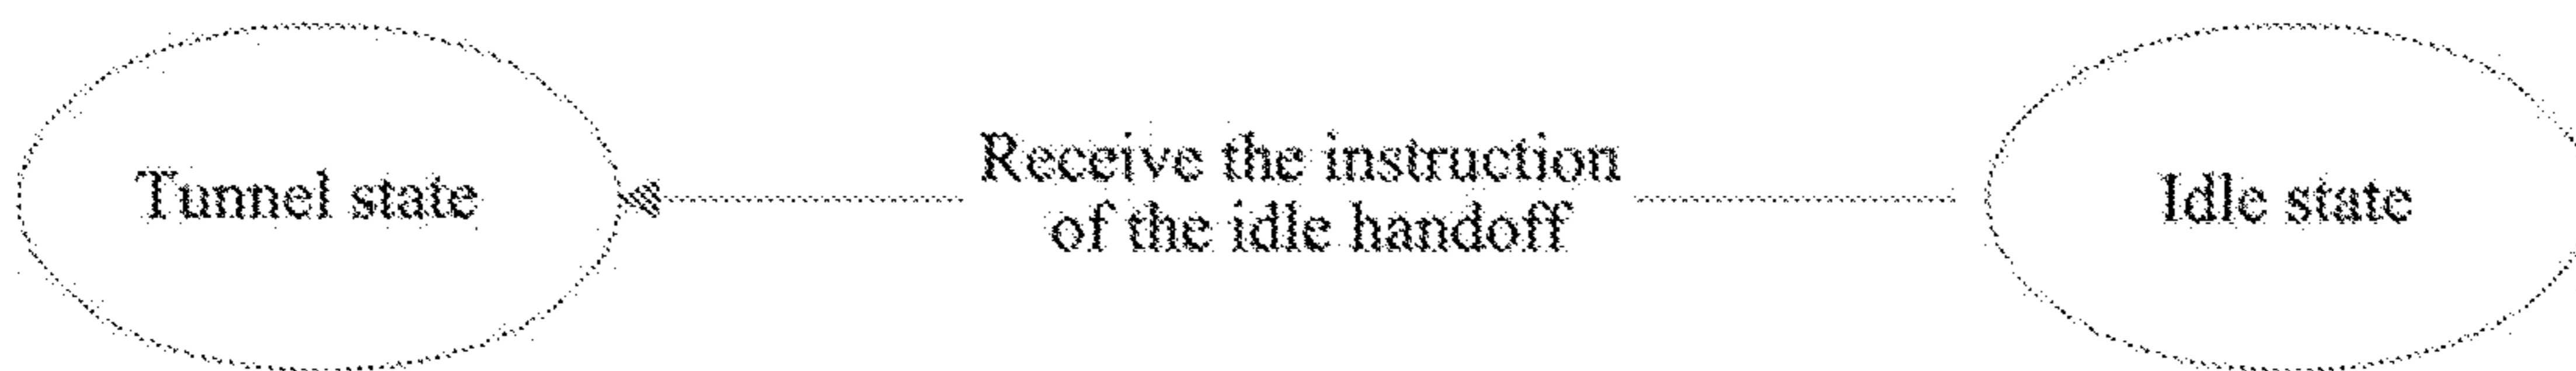 Tunnel state
Receive the instruction
of the idle handoff
Idle state